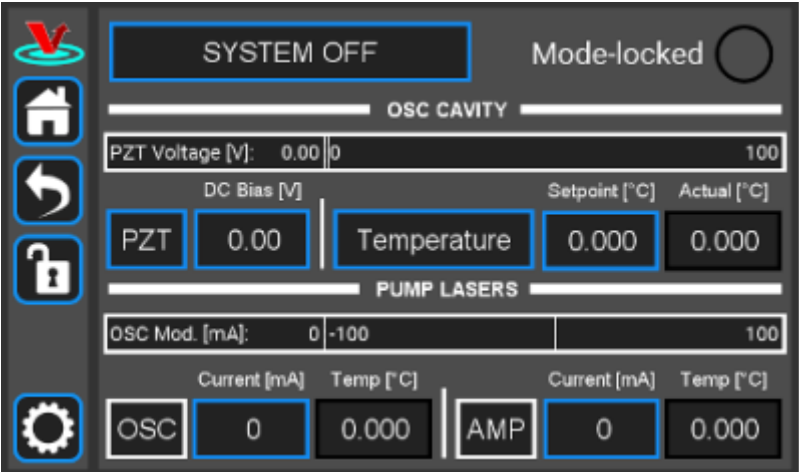 SYSTEM OFF Mode-locked
OSC CAVITY
PZT Voltage [V]: 0.00 0 100
DC Bias [V] Setpoint [°C] Actual [°C]
PZT 0.00 Temperature 0.000 0.000
PUMP LASERS
OSC Mod. [mA]: 0 -100 100
Current [mA] Temp [°C] Current [mA] Temp [°C]
OSC 0 0.000 AMP 0 0.000